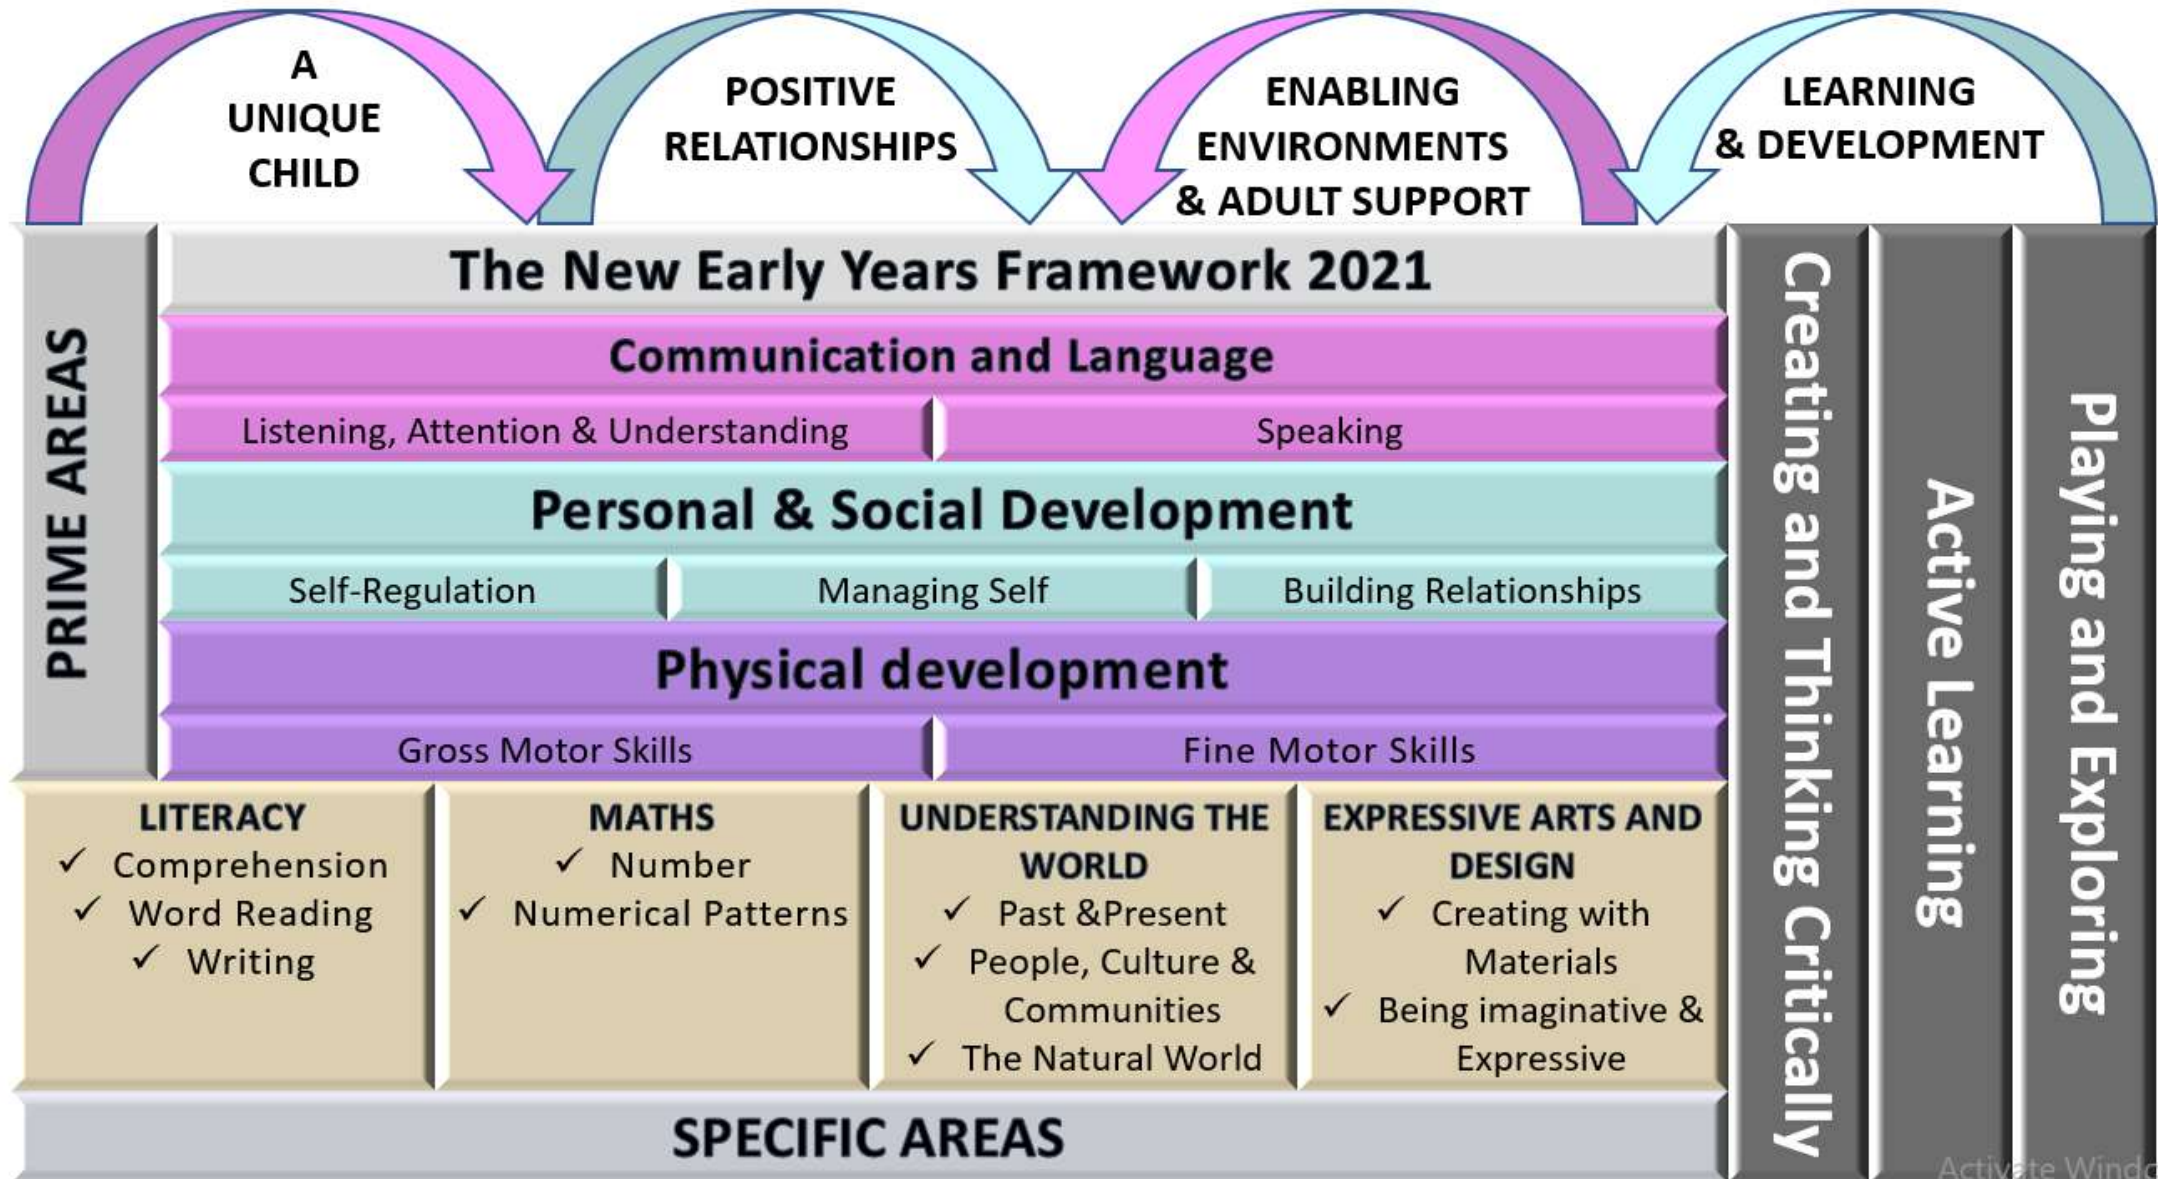 A
UNIQUE
CHILD
POSITIVE
RELATIONSHIPS
ENABLING
ENVIRONMENTS
& ADULT SUPPORT
LEARNING
& DEVELOPMENT
PRIME AREAS
The New Early Years Framework 2021
Communication and Language
Listening, Attention & Understanding
Speaking
Personal & Social Development
Self-Regulation
Managing Self
Building Relationships
Physical development
Gross Motor Skills
Fine Motor Skills
LITERACY
✓ Comprehension
✓ Word Reading
✓ Writing
MATHS
✓ Number
✓ Numerical Patterns
UNDERSTANDING THE
WORLD
✓ Past &Present
✓ People, Culture &
Communities
✓ The Natural World
EXPRESSIVE ARTS AND
DESIGN
✓ Creating with
Materials
✓ Being imaginative &
Expressive
SPECIFIC AREAS
Creating and Thinking Critically
Active Learning
Playing and Exploring
Activate Windo